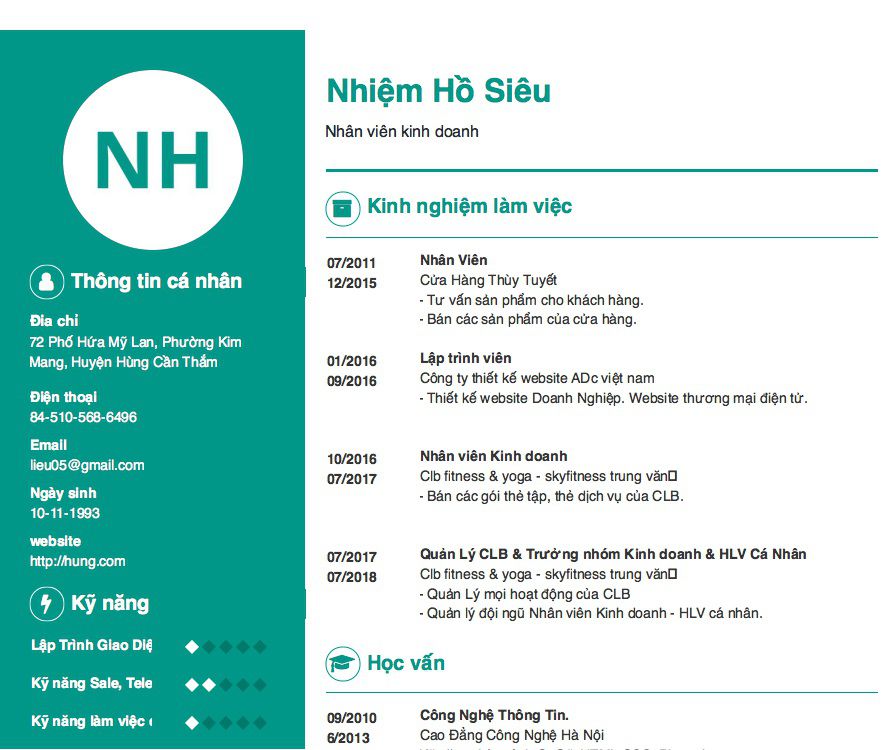 NH
Thông tin cá nhân
Đia chỉ
72 Phố Hứa Mỹ Lan, Phường Kim
Mang, Huyện Hùng Cần Thắm
Điện thoại
84-510-568-6496
Email
lieu05@gmail.com
Ngày sinh
10-11-1993
website
http://hung.com
Kỹ năng
Lập Trình Giao Diệ
Kỹ năng Sale, Tele
Kỹ năng làm việc
Nhiệm Hồ Siêu
Nhân viên kinh doanh
Kinh nghiệm làm việc
07/2011 Nhân Viên
12/2015 Cửa Hàng Thùy Tuyết
- Tư vấn sản phẩm cho khách hàng.
- Bán các sản phẩm của cửa hàng.
01/2016 Lập trình viên
09/2016 Công ty thiết kế website ADc việt nam
- Thiết kế website Doanh Nghiệp. Website thương mại điện tử.
10/2016 Nhân viên Kinh doanh
07/2017 Clb fitness & yoga - skyfitness trung văn
- Bán các gói thẻ tập, thẻ dịch vụ của CLB.
07/2017 Quản Lý CLB & Trưởng nhóm Kinh doanh & HLV Cá Nhân
07/2018 Clb fitness & yoga - skyfitness trung văn
- Quản Lý mọi hoạt động của CLB
- Quản lý đội ngũ Nhân viên Kinh doanh - HLV cá nhân.
Học vấn
09/2010 Công Nghệ Thông Tin.
6/2013 Cao Đẳng Công Nghệ Hà Nội